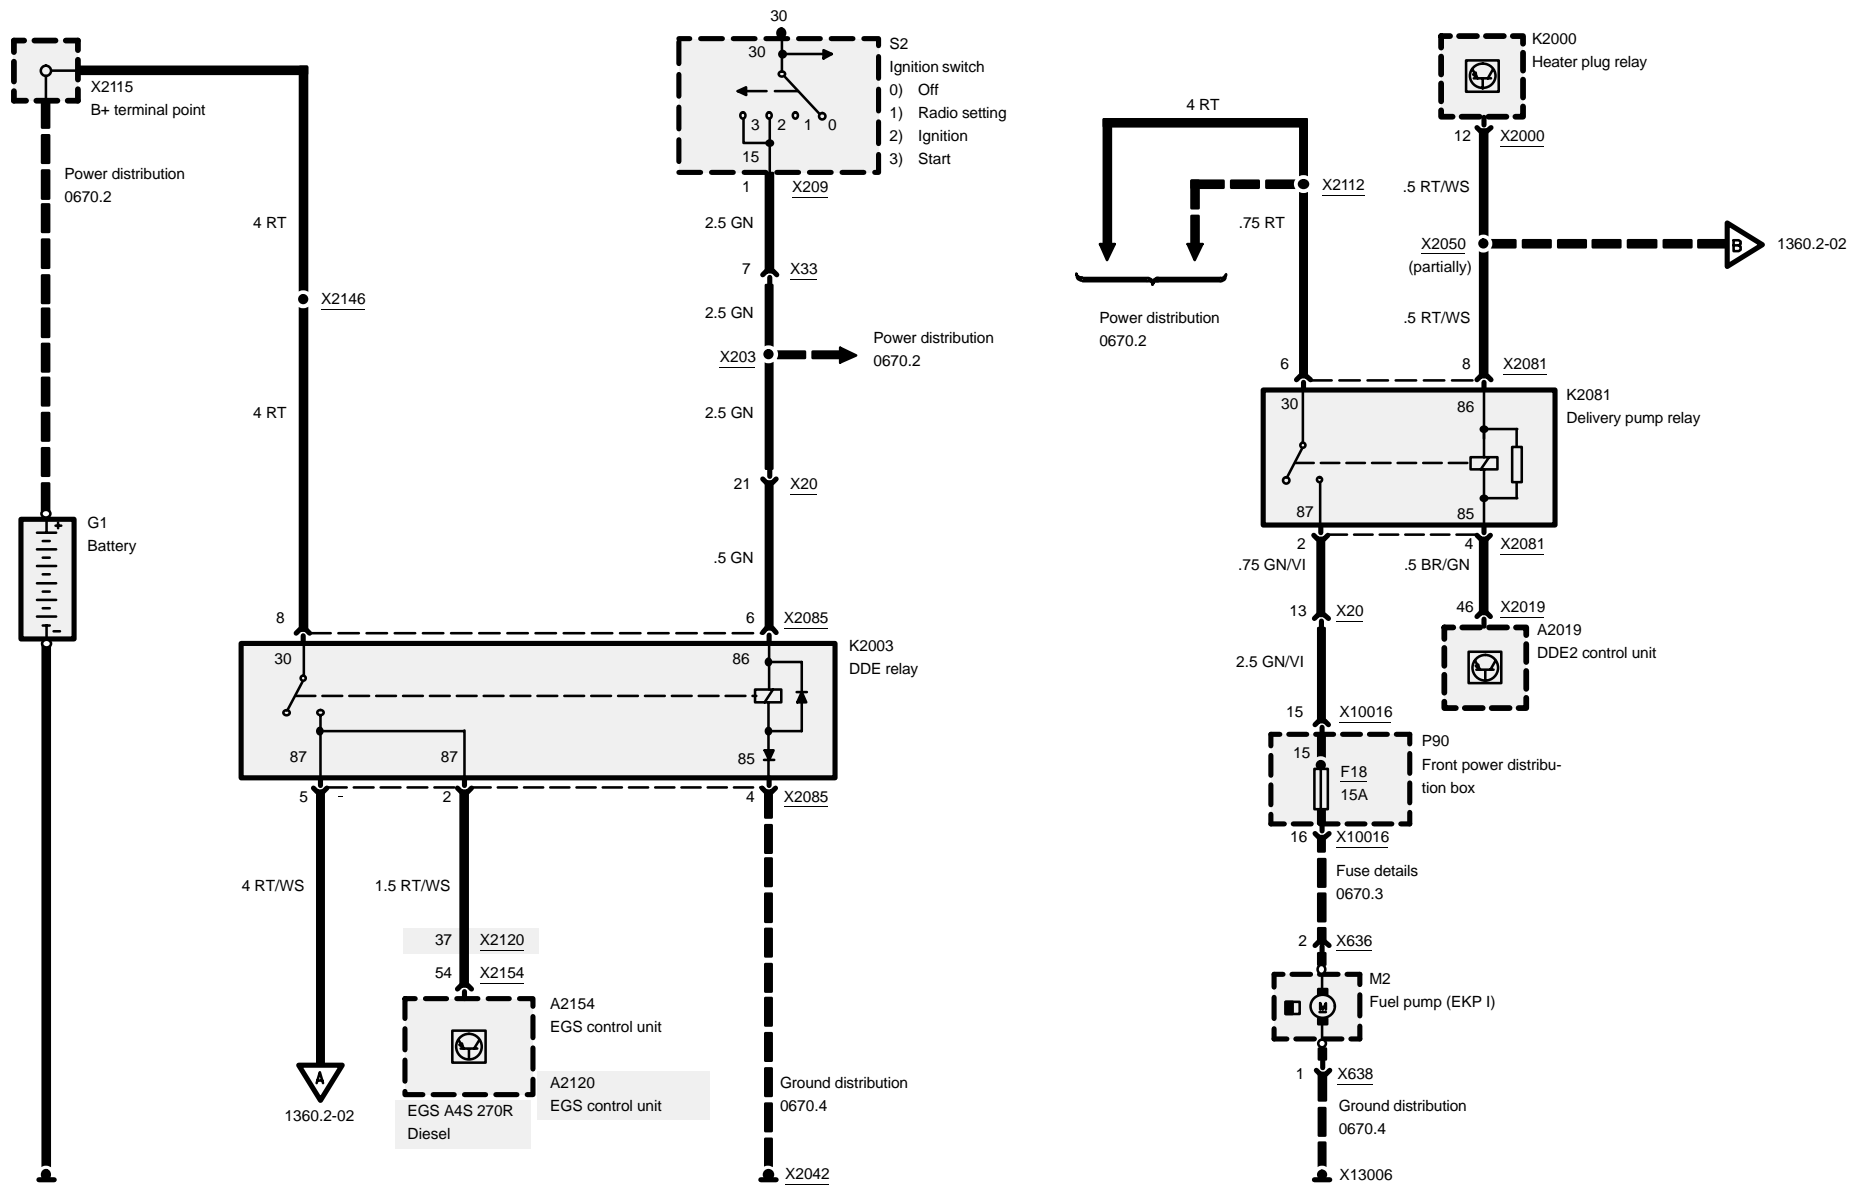 X2115
B+ terminal point
Power distribution
0670.2
4 RT
X2146
4 RT
G1
Battery
+
-
30
30
3
2
1
0
15
S2
Ignition switch
0) Off
1) Radio setting
2) Ignition
3) Start
1 X209
2.5 GN
7 X33
2.5 GN
X203
Power distribution
0670.2
2.5 GN
21 X20
.5 GN
8
6 X2085
K2003
DDE relay
30
86
87
87
85
5
-
2
4 X2085
4 RT/WS
1.5 RT/WS
37 X2120
54 X2154
A2154
EGS control unit
A2120
EGS control unit
EGS A4S 270R
Diesel
A
1360.2-02
Ground distribution
0670.4
X2042
4 RT
X2112
.75 RT
Power distribution
0670.2
K2000
Heater plug relay
12 X2000
.5 RT/WS
X2050
(partially)
B
1360.2-02
.5 RT/WS
6
8 X2081
K2081
Delivery pump relay
30
86
87
85
2
4 X2081
.75 GN/VI
.5 BR/GN
13 X20
46 X2019
A2019
DDE2 control unit
2.5 GN/VI
15 X10016
P90
Front power distribu-
tion box
15
F18
15A
16 X10016
Fuse details
0670.3
2 X636
M2
Fuel pump (EKP I)
M
1 X638
Ground distribution
0670.4
X13006